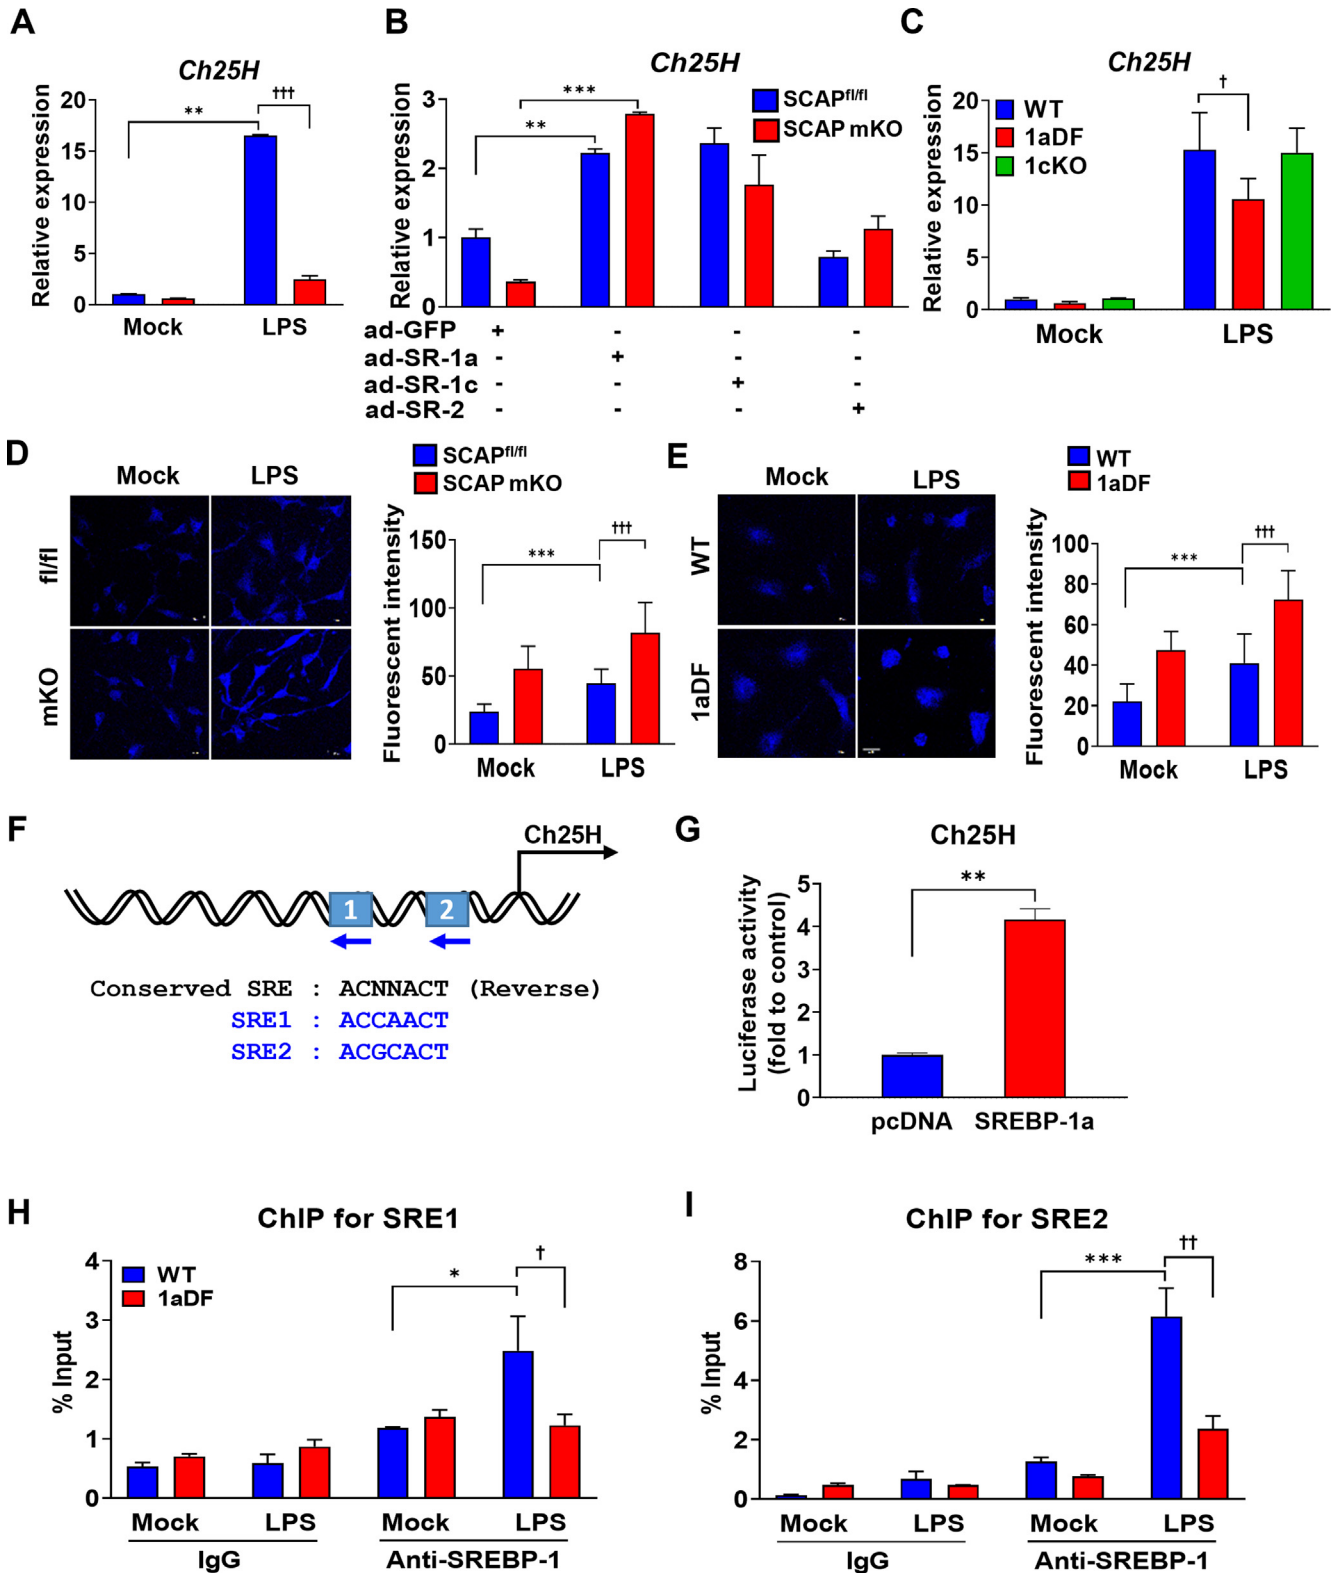 A
Ch25H
Relative expression
20
15
10
5
0
**
†††
Mock
LPS
B
Ch25H
SCAPfl/fl
SCAP mKO
Relative expression
3
2
1
0
**
***
ad-GFP + - - -
ad-SR-1a - + - -
ad-SR-1c - - + -
ad-SR-2 - - - +
C
Ch25H
WT
1aDF
1cKO
Relative expression
20
15
10
5
0
†
Mock
LPS
D
Mock
LPS
fl/fl
mKO
SCAPfl/fl
SCAP mKO
Fluorescent intensity
150
100
50
0
***
†††
Mock
LPS
E
Mock
LPS
WT
1aDF
WT
1aDF
Fluorescent intensity
100
80
60
40
20
0
***
†††
Mock
LPS
F
Ch25H
1
2
Conserved SRE : ACNNACT (Reverse)
SRE1 : ACCAACT
SRE2 : ACGCACT
G
Ch25H
Luciferase activity
(fold to control)
5
4
3
2
1
0
**
pcDNA
SREBP-1a
H
ChIP for SRE1
WT
1aDF
% Input
4
3
2
1
0
*
†
Mock
LPS
Mock
LPS
IgG
Anti-SREBP-1
I
ChIP for SRE2
% Input
8
6
4
2
0
***
††
Mock
LPS
Mock
LPS
IgG
Anti-SREBP-1